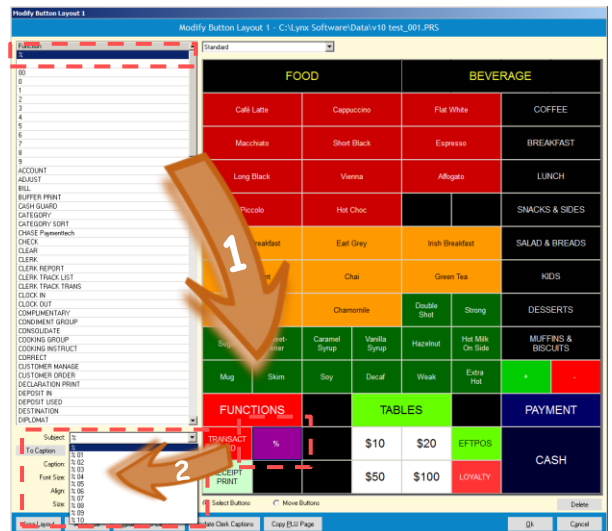 Modify Button Layout 1
Modify Button Layout 1 - C:\Lynx Software\Data\v10 test_001.PRS
Function
Standard
%
00
0
1
2
3
4
5
6
7
8
9
ACCOUNT
ADJUST
BILL
BUFFER PRINT
CASH GUARD
CATEGORY
CATEGORY SORT
CHASE Paymenttech
CHECK
CLEAR
CLERK
CLERK REPORT
CLERK TRACK LIST
CLERK TRACK TRANS
CLOCK IN
CLOCK OUT
COMPLIMENTARY
CONDIMENT GROUP
CONSOLIDATE
COOKING GROUP
COOKING INSTRUCT
CORRECT
CUSTOMER MANAGE
CUSTOMER ORDER
DECLARATION PRINT
DEPOSIT IN
DEPOSIT USED
DESTINATION
DIPLOMAT
FOOD BEVERAGE
Café Latte Cappuccino Flat White COFFEE
Macchiato Short Black Espresso BREAKFAST
Long Black Vienna Affogato LUNCH
Piccolo Hot Choc SNACKS & SIDES
Earl Grey Irish Breakfast SALAD & BREADS
Chai Green Tea KIDS
Chamomile Double Shot Strong DESSERTS
Caramel Syrup Vanilla Syrup Hazelnut Hot Milk On Side MUFFINS & BISCUITS
Mug Skim Soy Decaf Weak Extra Hot + -
FUNCTIONS TABLES PAYMENT
TRANSACT % $10 $20 EFTPOS CASH
RECEIPT PRINT $50 $100 LOYALTY
1
2
Subject: %
To Caption
Caption:
Font Size:
Align:
Size:
%
% 01
% 02
% 03
% 04
% 05
% 06
% 07
% 08
% 09
% 10
Select Buttons Move Buttons Delete
Clerk Captions Copy PLU Page Ok Cancel